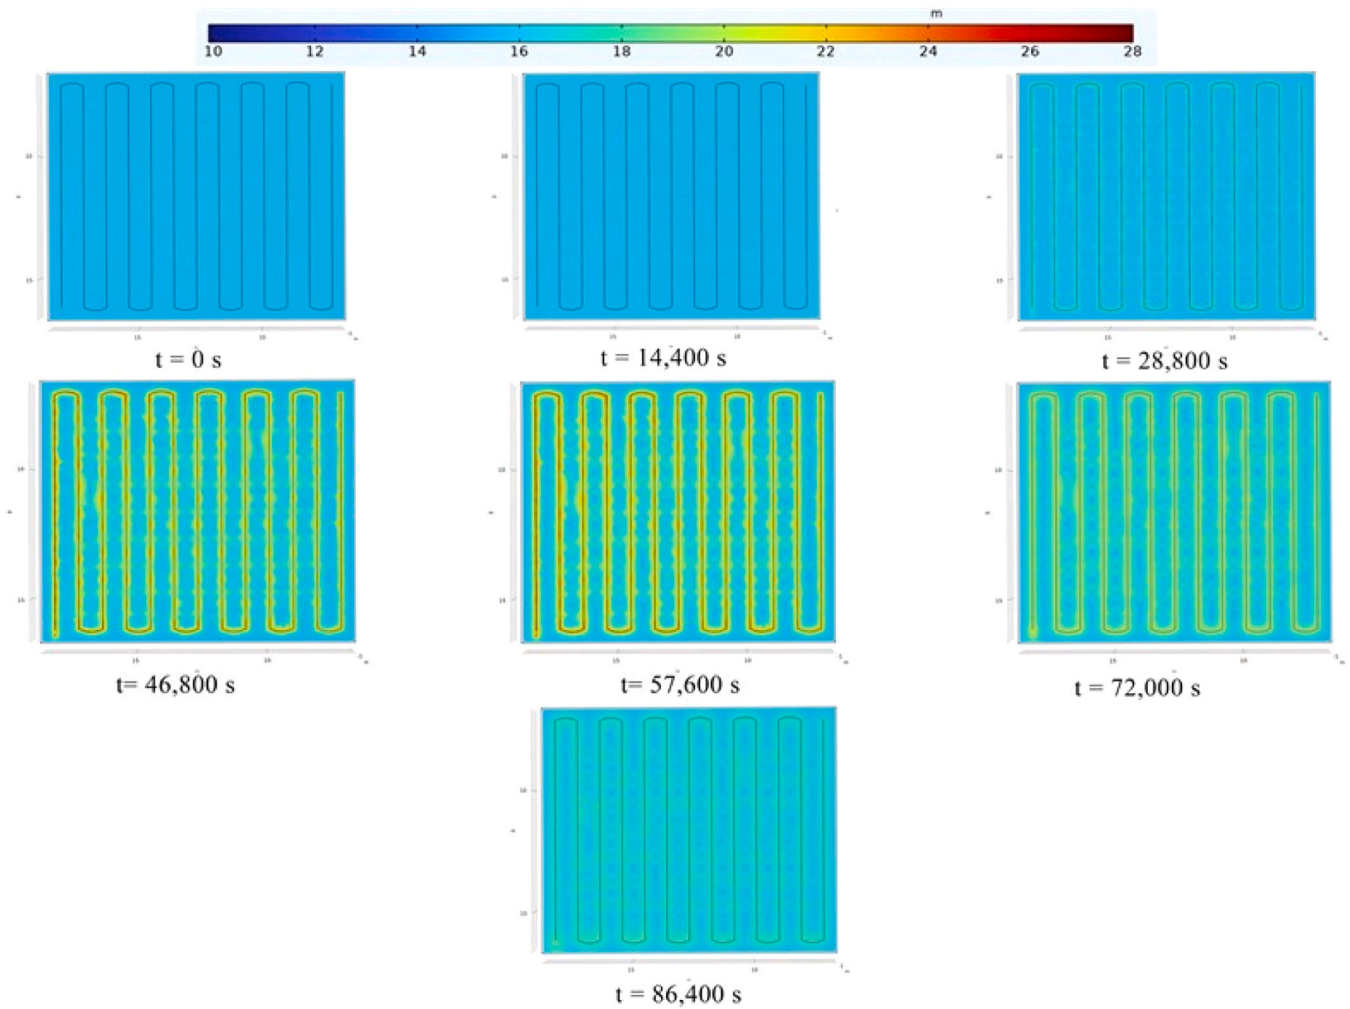 m
10 12 14 16 18 20 22 24 26 28
t = 0 s
t = 14,400 s
t = 28,800 s
t= 46,800 s
t= 57,600 s
t = 72,000 s
t = 86,400 s